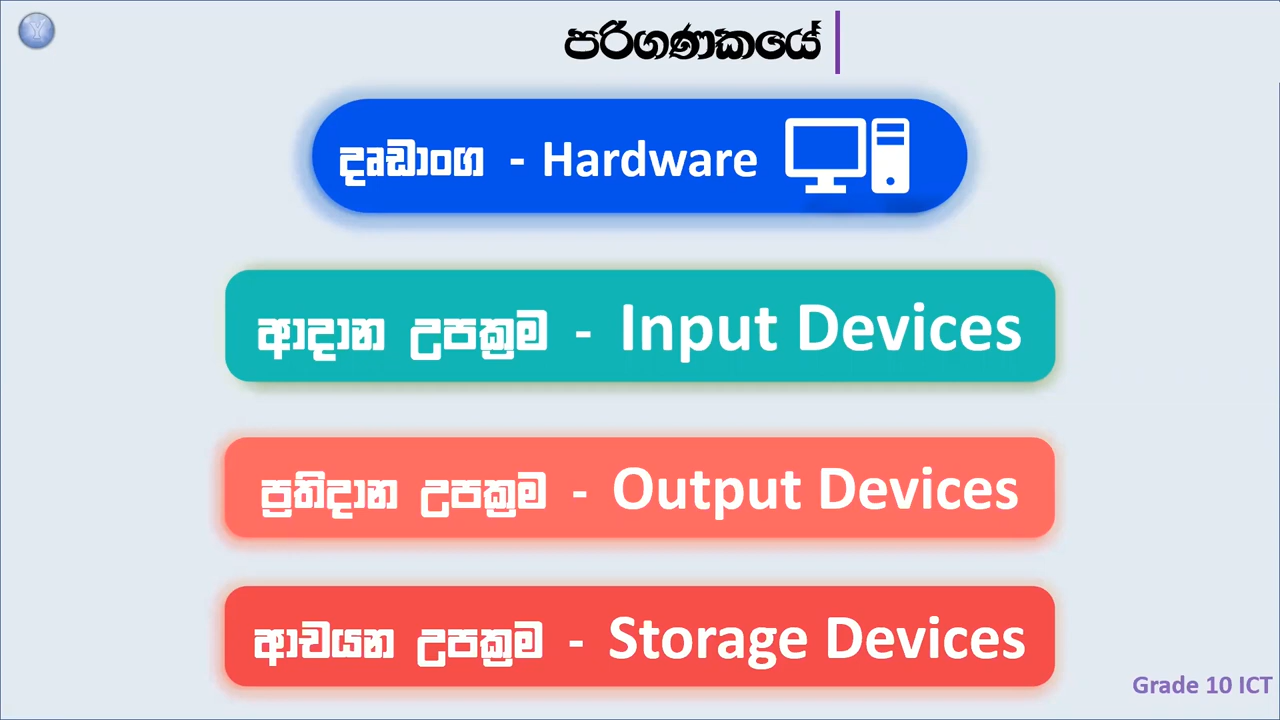 Y
පරිගණකයේ
දෘඩාංග - Hardware
ආදාන උපක්‍රම - Input Devices
ප්‍රතිදාන උපක්‍රම - Output Devices
ආචයන උපක්‍රම - Storage Devices
Grade 10 ICT